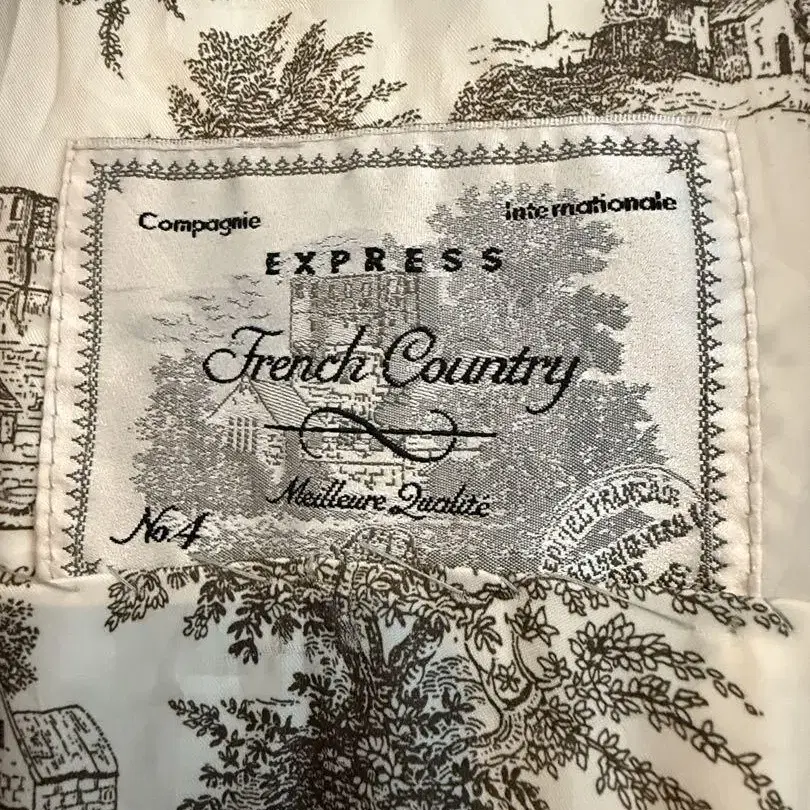 Compagnie Internationale
EXPRESS
French Country
Meilleure Qualité
No 4